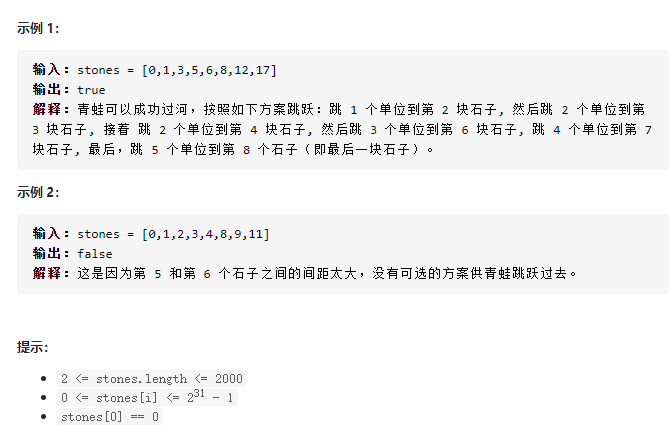 示例 1:
输入：stones = [0,1,3,5,6,8,12,17]
输出：true
解释：青蛙可以成功过河，按照如下方案跳跃：跳 1 个单位到第 2 块石子, 然后跳 2 个单位到第
3 块石子, 接着 跳 2 个单位到第 4 块石子, 然后跳 3 个单位到第 6 块石子, 跳 4 个单位到第 7
块石子, 最后，跳 5 个单位到第 8 个石子（即最后一块石子）。
示例 2:
输入：stones = [0,1,2,3,4,8,9,11]
输出：false
解释：这是因为第 5 和第 6 个石子之间的间距太大，没有可选的方案供青蛙跳跃过去。
提示:
• 2 <= stones.length <= 2000
• 0 <= stones[i] <= 2³¹ - 1
• stones[0] == 0